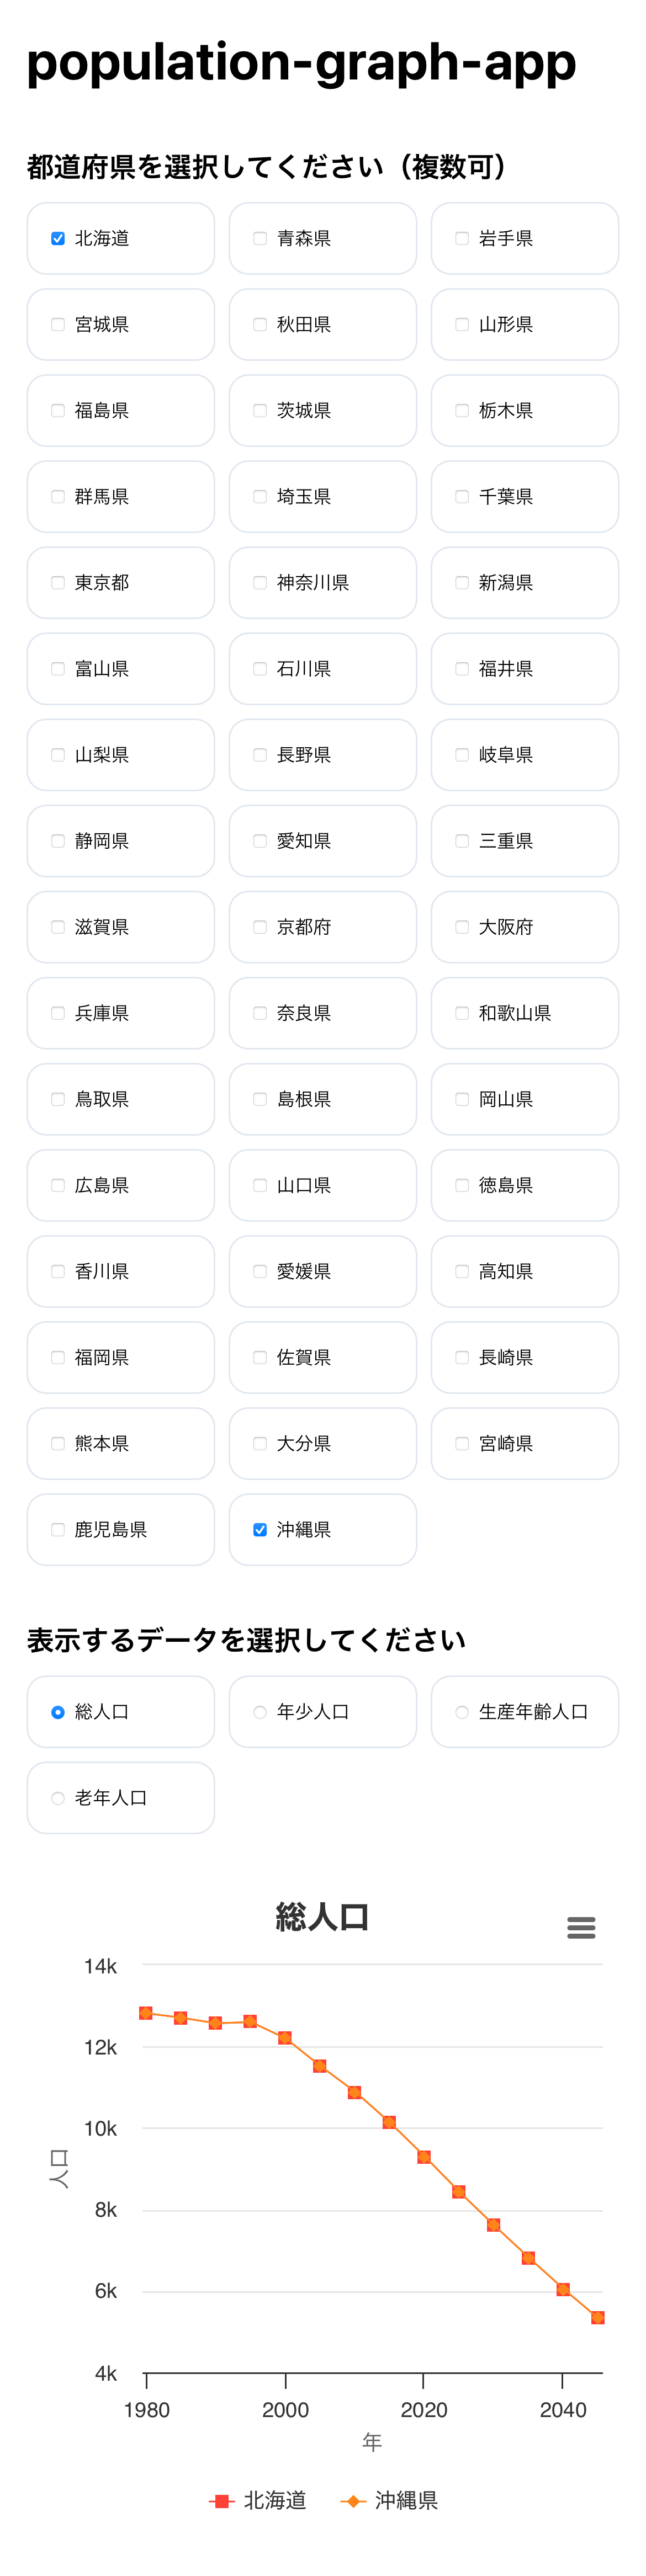 population-graph-app
都道府県を選択してください（複数可）
北海道 青森県 岩手県
宮城県 秋田県 山形県
福島県 茨城県 栃木県
群馬県 埼玉県 千葉県
東京都 神奈川県 新潟県
富山県 石川県 福井県
山梨県 長野県 岐阜県
静岡県 愛知県 三重県
滋賀県 京都府 大阪府
兵庫県 奈良県 和歌山県
鳥取県 島根県 岡山県
広島県 山口県 徳島県
香川県 愛媛県 高知県
福岡県 佐賀県 長崎県
熊本県 大分県 宮崎県
鹿児島県 沖縄県
表示するデータを選択してください
総人口 年少人口 生産年齢人口
老年人口
総人口
14k
12k
10k
人口
8k
6k
4k
1980 2000 2020 2040
年
北海道 沖縄県